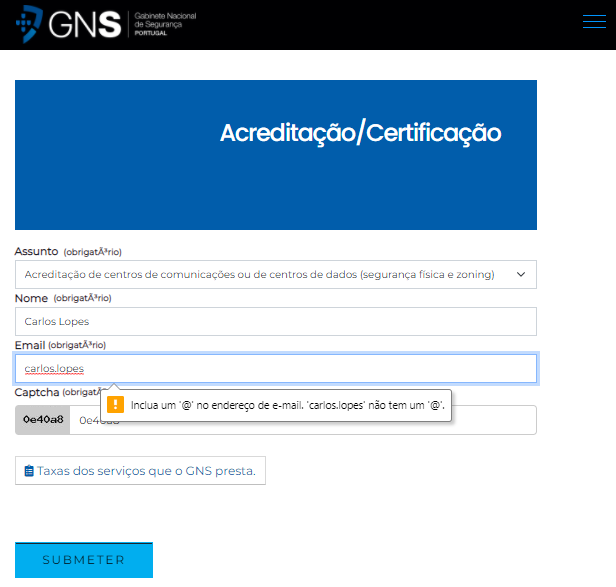 GNS
Gabinete Nacional
de Segurança
PORTUGAL
Acreditação/Certificação
Assunto (obrigatÃ³rio)
Acreditação de centros de comunicações ou de centros de dados (segurança física e zoning)
Nome (obrigatÃ³rio)
Carlos Lopes
Email (obrigatÃ³rio)
carlos.lopes
Captcha
Inclua um '@' no endereço de e-mail. 'carlos.lopes' não tem um '@'.
0e40a8
Taxas dos serviços que o GNS presta.
SUBMETER